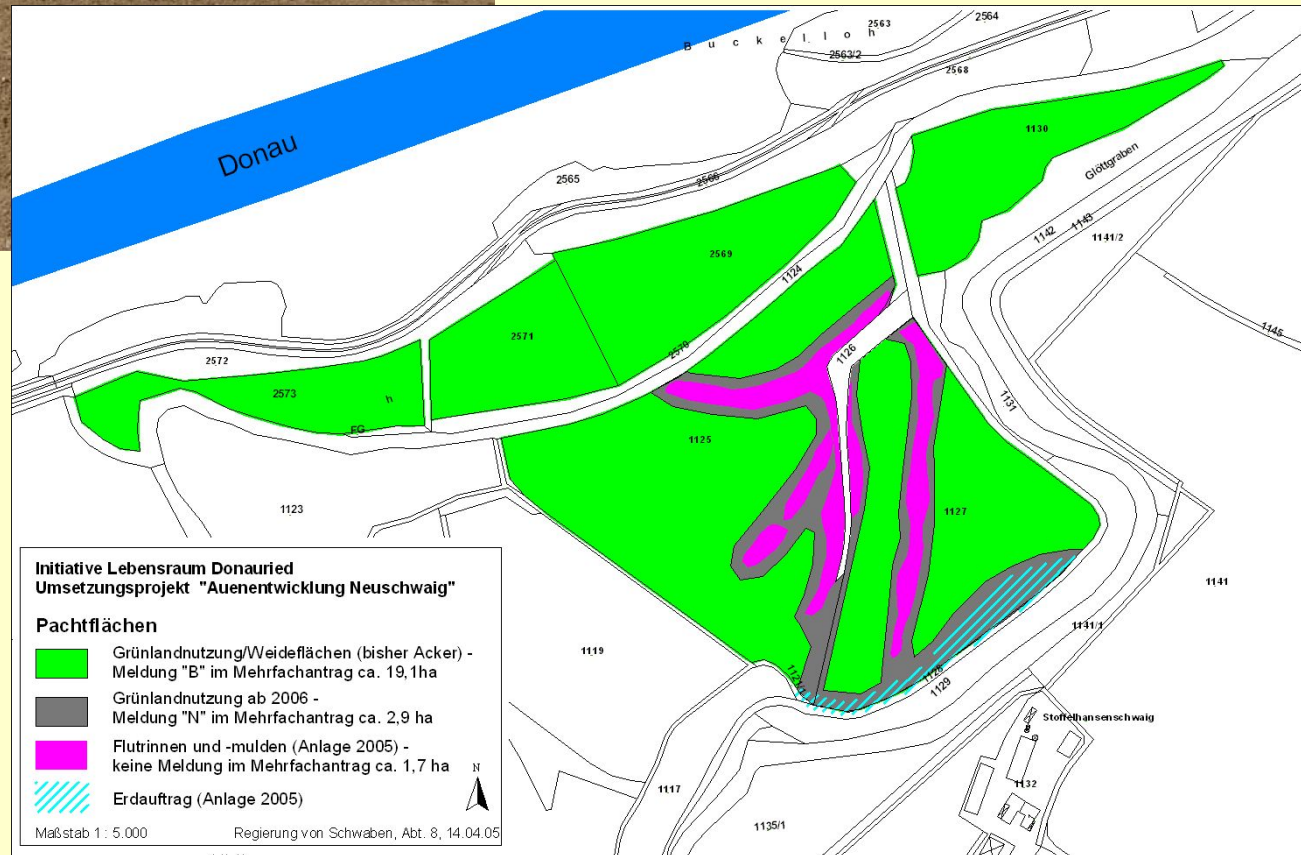 2564
2563
B u c k e l l o h
2563/2
2568
Donau
1130
2565
2566
Glöttgraben
1142
1143
1141/2
2569
1124
1145
2571
2570
1126
2572
2573
h
FG
1131
1125
1123
1127
1141
1119
1141/1
1128
1129
1121/1
Stoffelhansenschwaig
1132
1117
1135/1
Initiative Lebensraum Donauried
Umsetzungsprojekt "Auenentwicklung Neuschwaig"
Pachtflächen
Grünlandnutzung/Weideflächen (bisher Acker) -
Meldung "B" im Mehrfachantrag ca. 19,1ha
Grünlandnutzung ab 2006 -
Meldung "N" im Mehrfachantrag ca. 2,9 ha
Flutrinnen und -mulden (Anlage 2005) -
keine Meldung im Mehrfachantrag ca. 1,7 ha
N
Erdauftrag (Anlage 2005)
Maßstab 1 : 5.000 Regierung von Schwaben, Abt. 8, 14.04.05